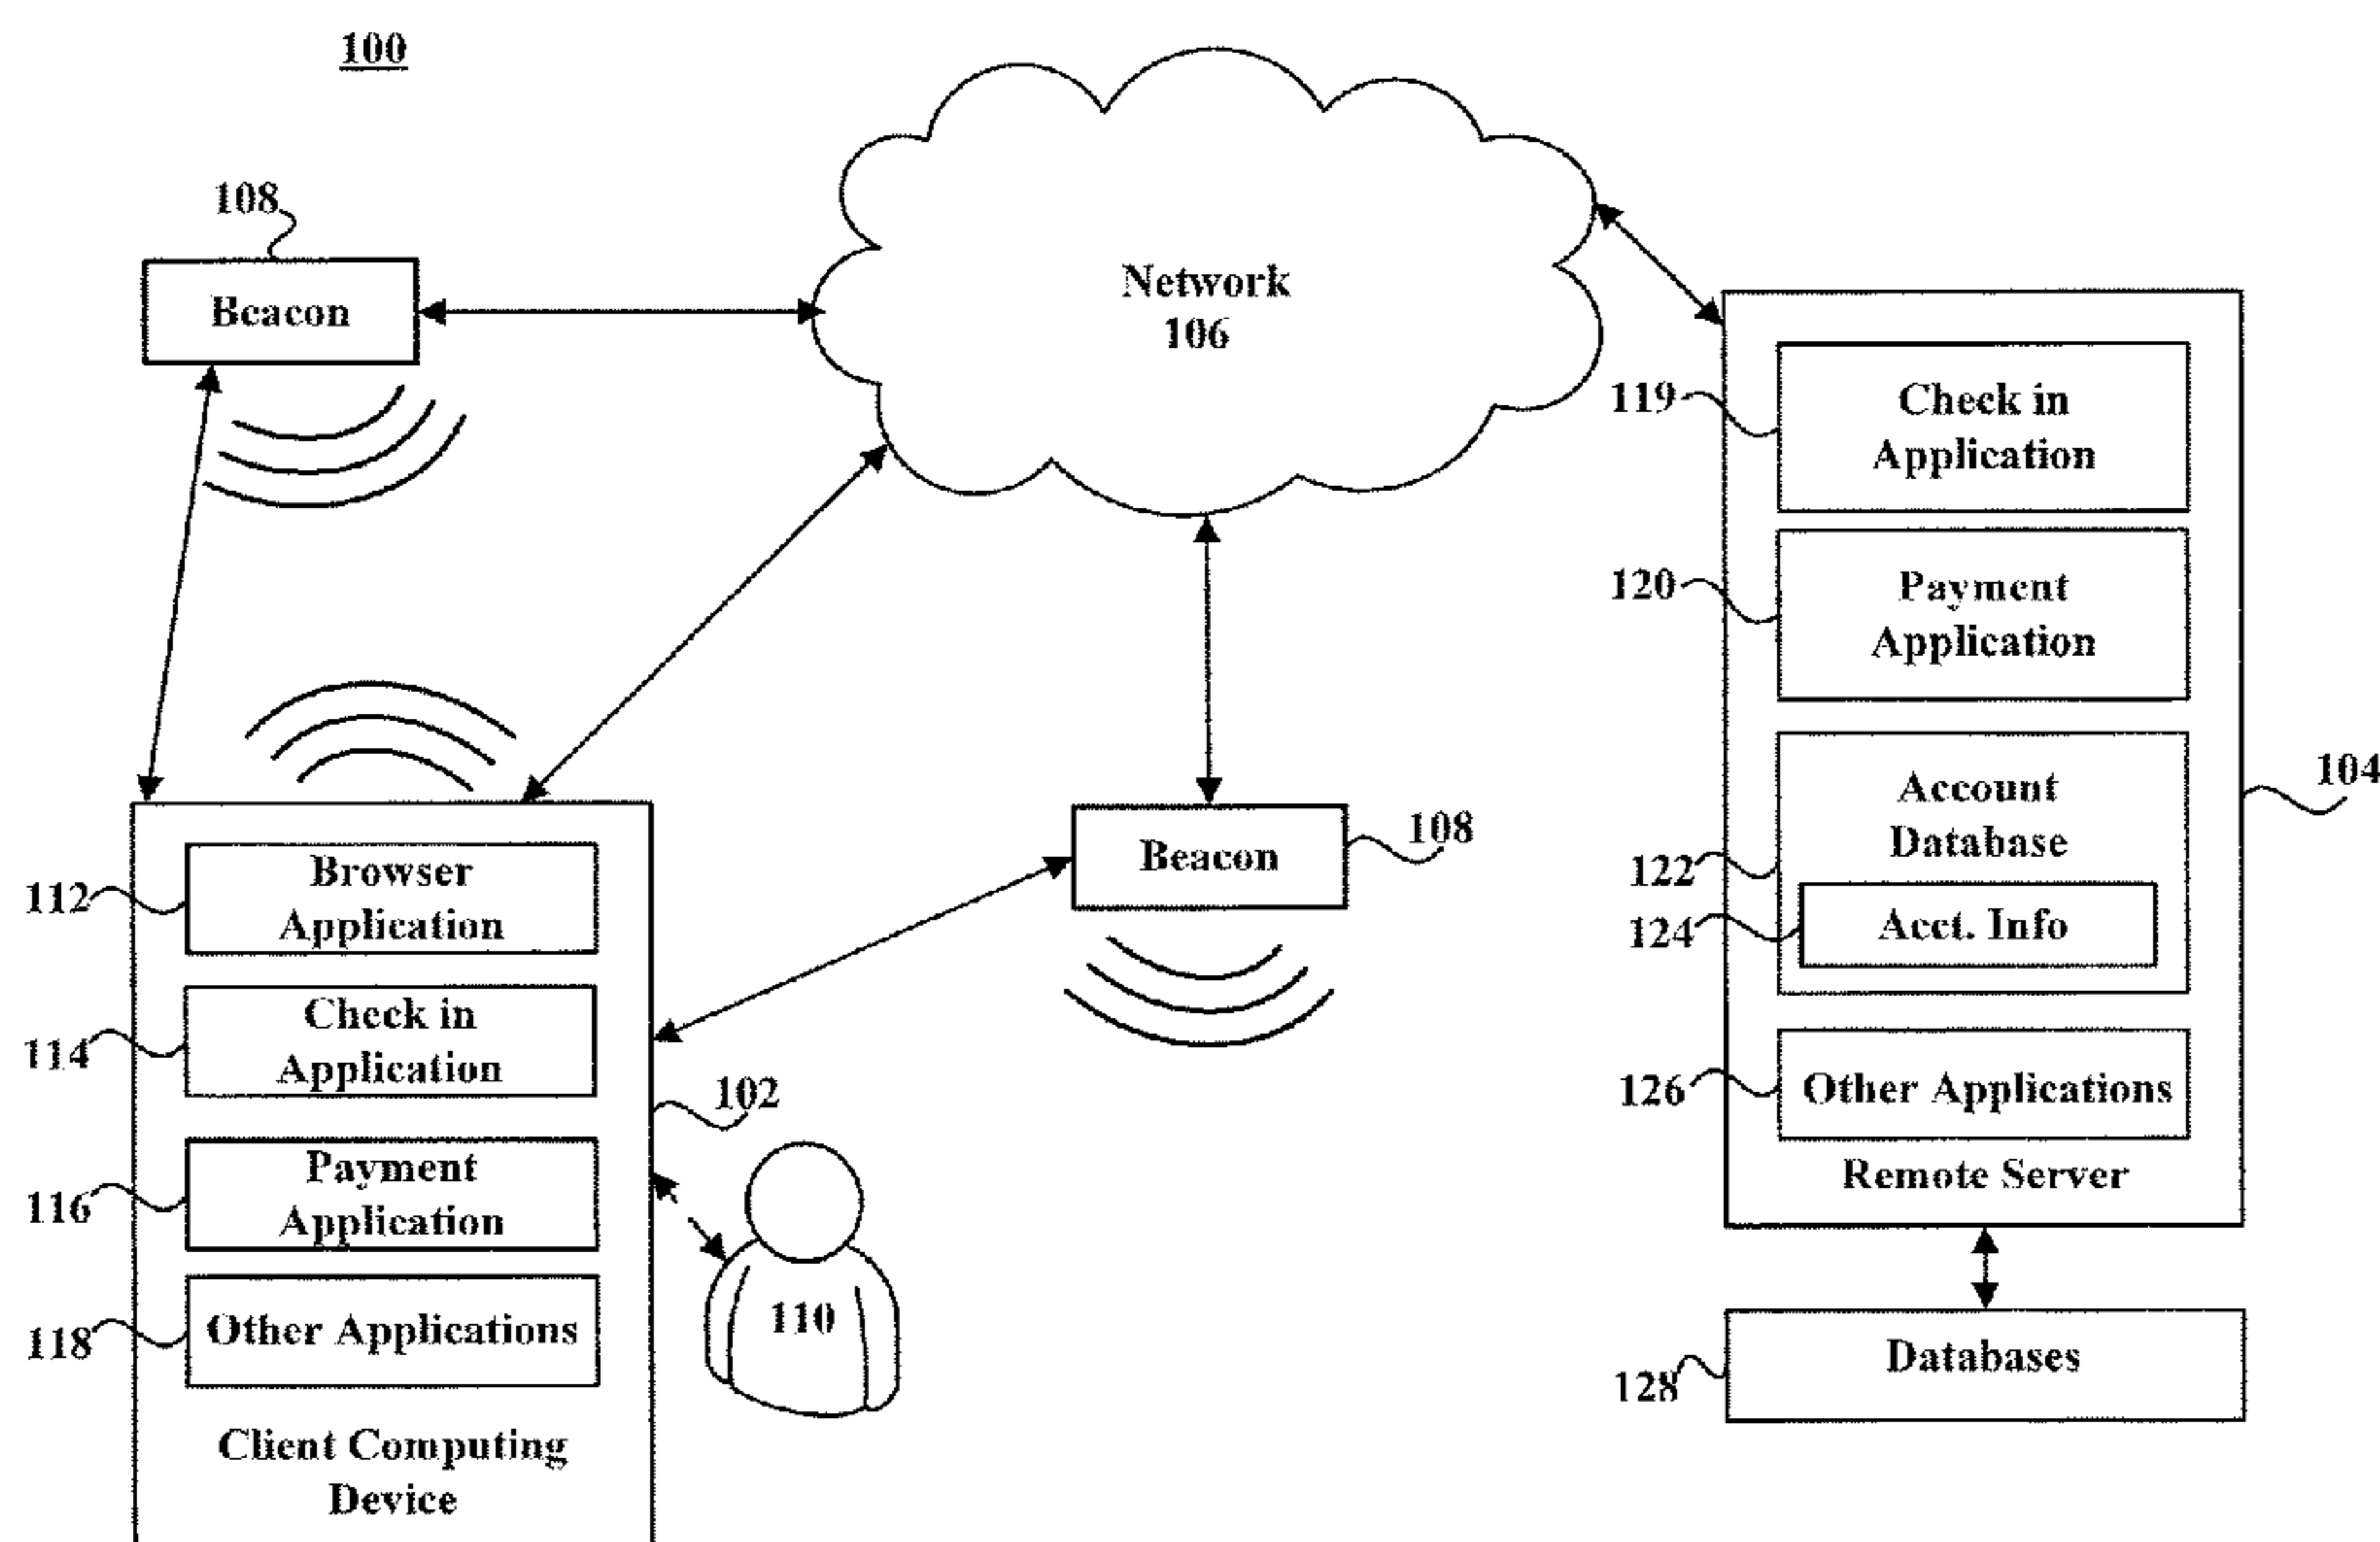 100
108
Beacon
Network
106
119
Check in
Application
120
Payment
Application
104
Account
Database
122
124
Acct. Info
108
Beacon
112
Browser
Application
114
Check in
Application
102
126
Other Applications
Remote Server
116
Payment
Application
110
118
Other Applications
128
Databases
Client Computing
Device